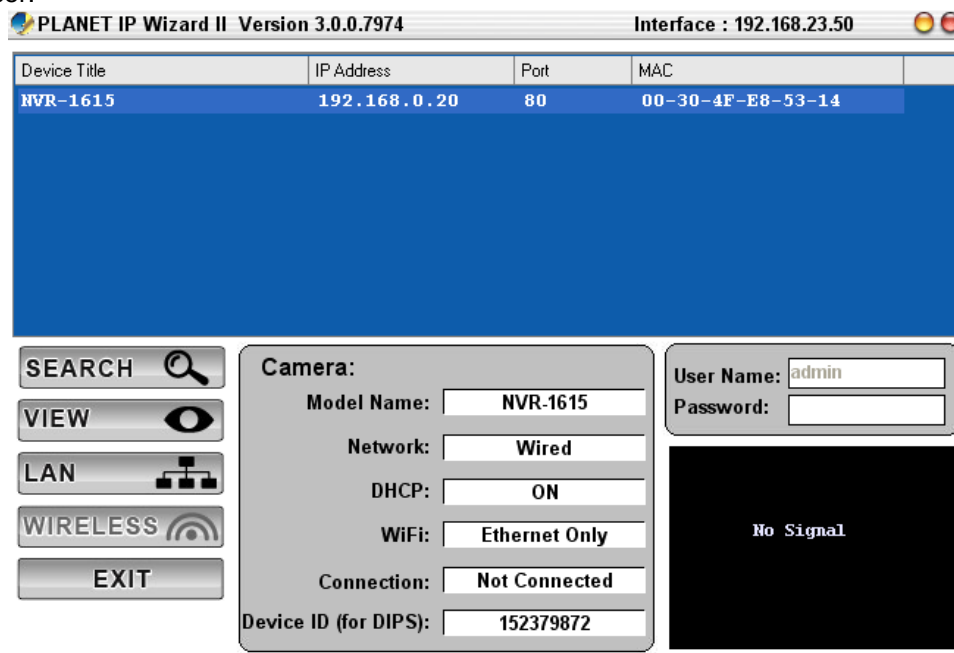 PLANET IP Wizard II Version 3.0.0.7974 Interface : 192.168.23.50
Device Title IP Address Port MAC
NVR-1615 192.168.0.20 80 00-30-4F-E8-53-14
SEARCH
VIEW
LAN
WIRELESS
EXIT
Camera:
Model Name: NVR-1615
Network: Wired
DHCP: ON
WiFi: Ethernet Only
Connection: Not Connected
Device ID (for DIPS): 152379872
User Name: admin
Password:
No Signal